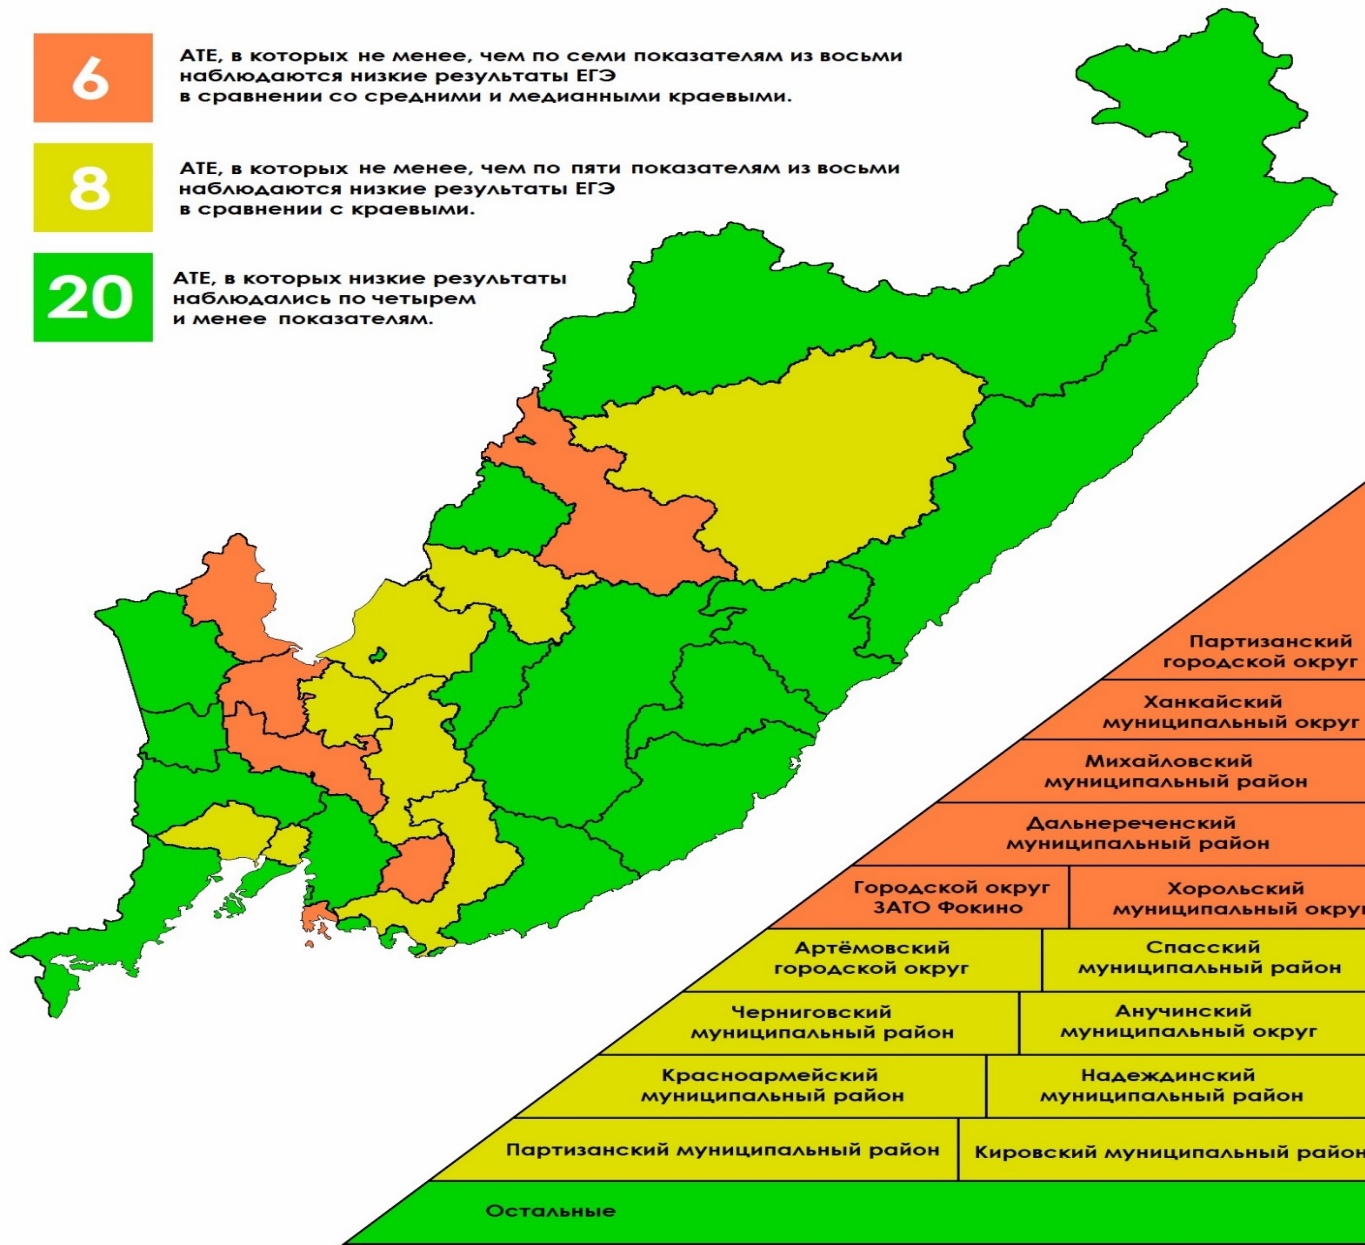 6
АТЕ, в которых не менее, чем по семи показателям из восьми
наблюдаются низкие результаты ЕГЭ
в сравнении со средними и медианными краевыми.
8
АТЕ, в которых не менее, чем по пяти показателям из восьми
наблюдаются низкие результаты ЕГЭ
в сравнении с краевыми.
20
АТЕ, в которых низкие результаты
наблюдались по четырем
и менее показателям.
Партизанский
городской округ
Ханкайский
муниципальный округ
Михайловский
муниципальный район
Дальнереченский
муниципальный район
Городской округ
ЗАТО Фокино
Хорольский
муниципальный округ
Артёмовский
городской округ
Спасский
муниципальный район
Черниговский
муниципальный район
Анучинский
муниципальный округ
Красноармейский
муниципальный район
Надеждинский
муниципальный район
Партизанский муниципальный район
Кировский муниципальный район
Остальные